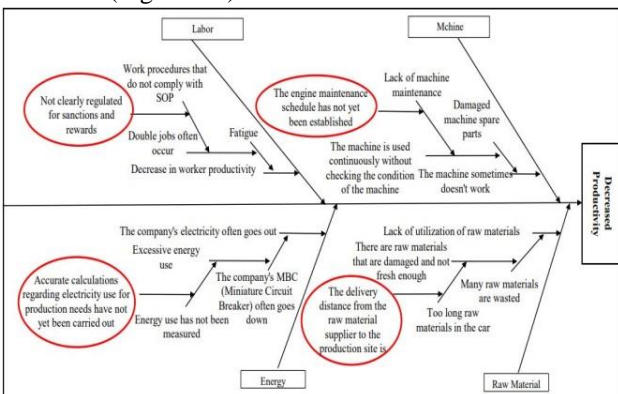 Labor
Mchine
Work procedures that
do not comply with
SOP
Not clearly regulated
for sanctions and
rewards
Double jobs often
occur
Fatigue
Decrease in worker productivity
Lack of machine
maintenance
The engine maintenance
schedule has not yet
been established
Damaged
machine spare
parts
The machine is used
continuously without
checking the condition
of the machine
The machine sometimes
doesn't work
Decreased
Productivity
The company's electricity often goes out
Excessive energy
use
The company's MBC
(Miniature Circuit
Breaker) often goes
down
Accurate calculations
regarding electricity use for
production needs have not
yet been carried out
Energy use has not been
measured
Energy
Lack of utilization of raw materials
There are raw materials
that are damaged and not
fresh enough
Many raw materials
are wasted
The delivery
distance from the
raw material
supplier to the
production site is
Too long raw
materials in the car
Raw Material